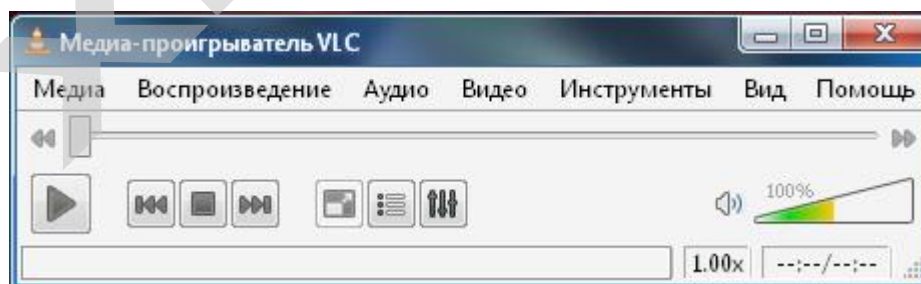 Медиа-проигрыватель VLC
Медиа Воспроизведение Аудио Видео Инструменты Вид Помощь
100%
1.00x --:--/--:--